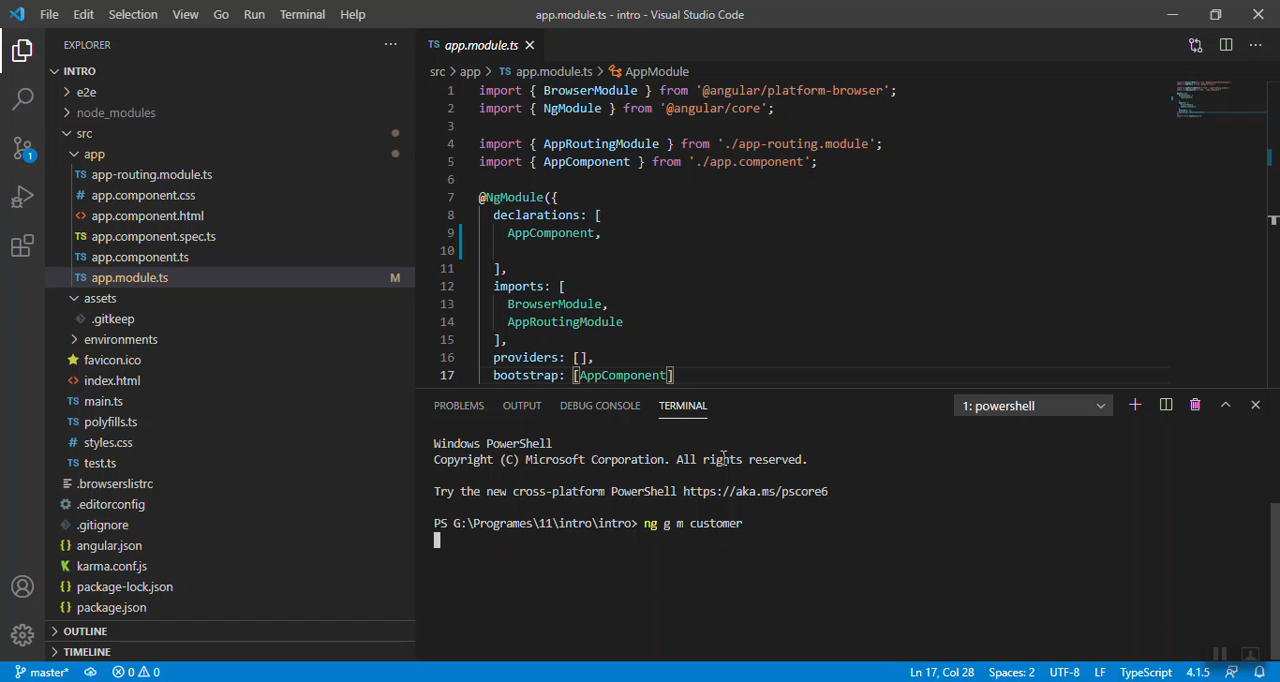 File Edit Selection View Go Run Terminal Help
app.module.ts - intro - Visual Studio Code
EXPLORER
INTRO
e2e
node_modules
src
app
TS app-routing.module.ts
# app.component.css
<> app.component.html
TS app.component.spec.ts
TS app.component.ts
TS app.module.ts M
assets
.gitkeep
environments
favicon.ico
<> index.html
TS main.ts
TS polyfills.ts
# styles.css
TS test.ts
.browserslistrc
.editorconfig
.gitignore
{} angular.json
karma.conf.js
{} package-lock.json
{} package.json
OUTLINE
TIMELINE
1
TS app.module.ts
src > app > TS app.module.ts > AppModule
1 import { BrowserModule } from '@angular/platform-browser';
2 import { NgModule } from '@angular/core';
3
4 import { AppRoutingModule } from './app-routing.module';
5 import { AppComponent } from './app.component';
6
7 @NgModule({
8 declarations: [
9 AppComponent,
10
11 ],
12 imports: [
13 BrowserModule,
14 AppRoutingModule
15 ],
16 providers: [],
17 bootstrap: [AppComponent]
PROBLEMS OUTPUT DEBUG CONSOLE TERMINAL
1: powershell
Windows PowerShell
Copyright (C) Microsoft Corporation. All rights reserved.
Try the new cross-platform PowerShell https://aka.ms/pscore6
PS G:\Programes\11\intro\intro> ng g m customer
master* 0 0 Ln 17, Col 28 Spaces: 2 UTF-8 LF TypeScript 4.1.5